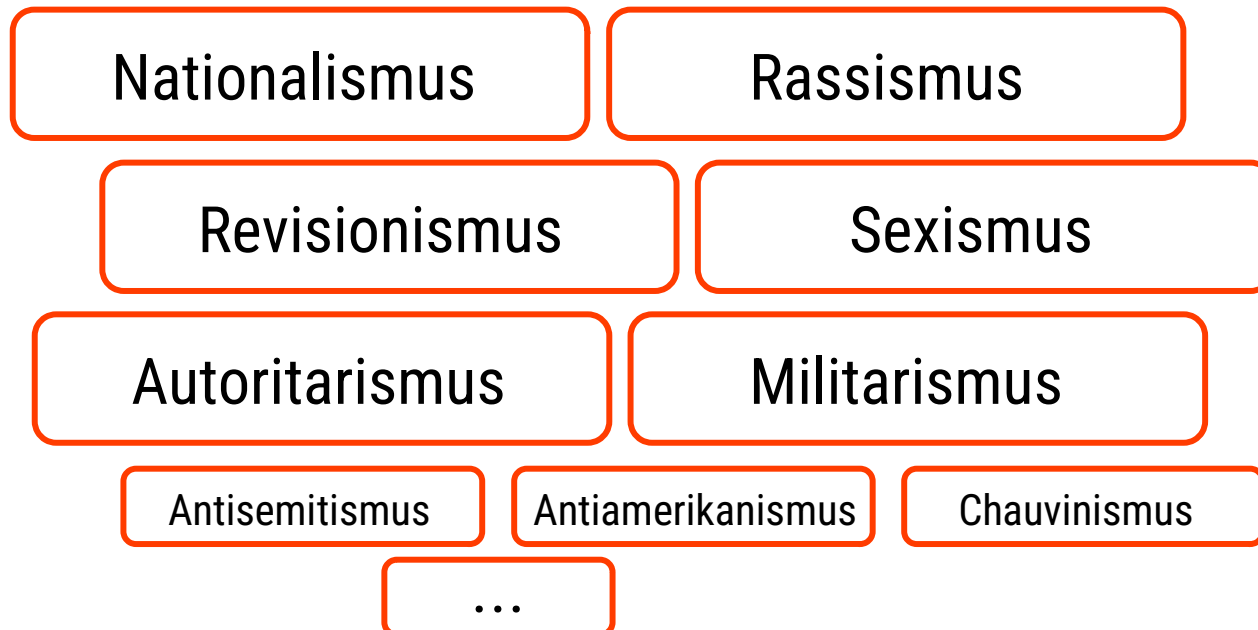 Nationalismus Rassismus
Revisionismus Sexismus
Autoritarismus Militarismus
Antisemitismus Antiamerikanismus Chauvinismus
...